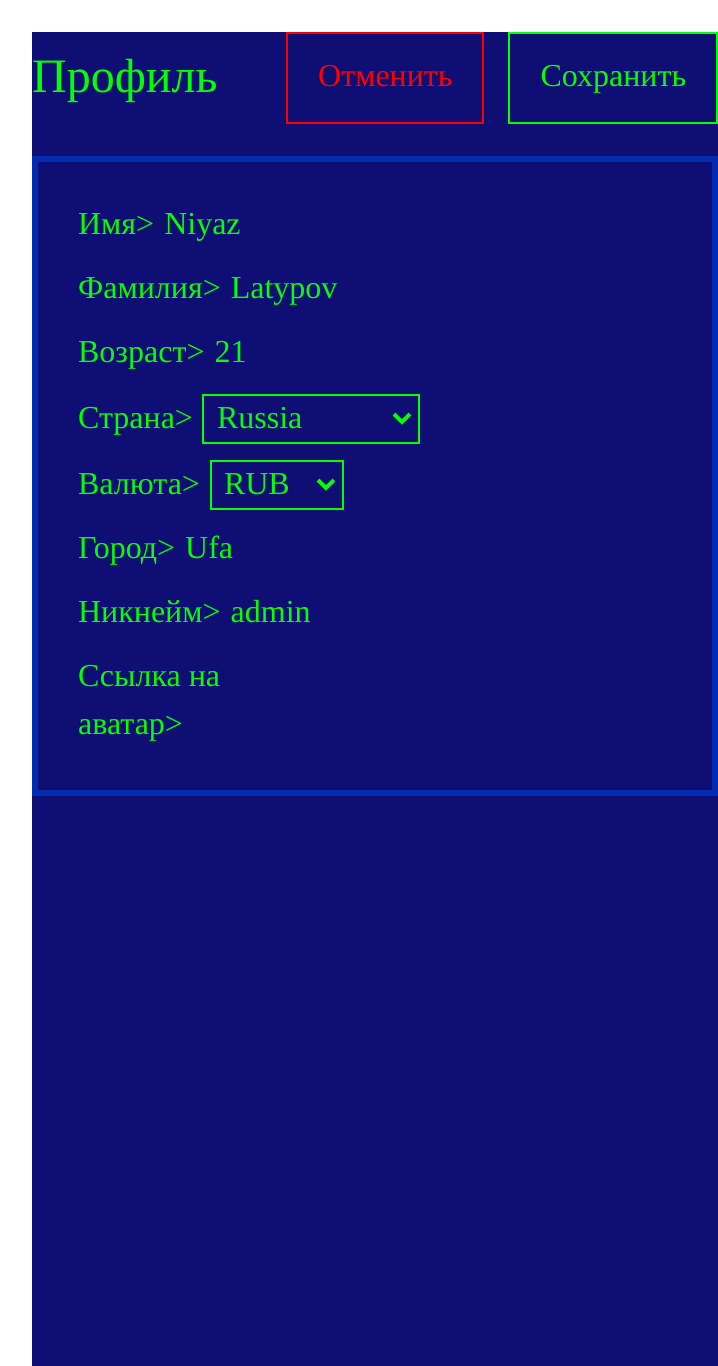 Профиль Отменить Сохранить
Имя> Niyaz
Фамилия> Latypov
Возраст> 21
Страна> Russia
Валюта> RUB
Город> Ufa
Никнейм> admin
Ссылка на
аватар>